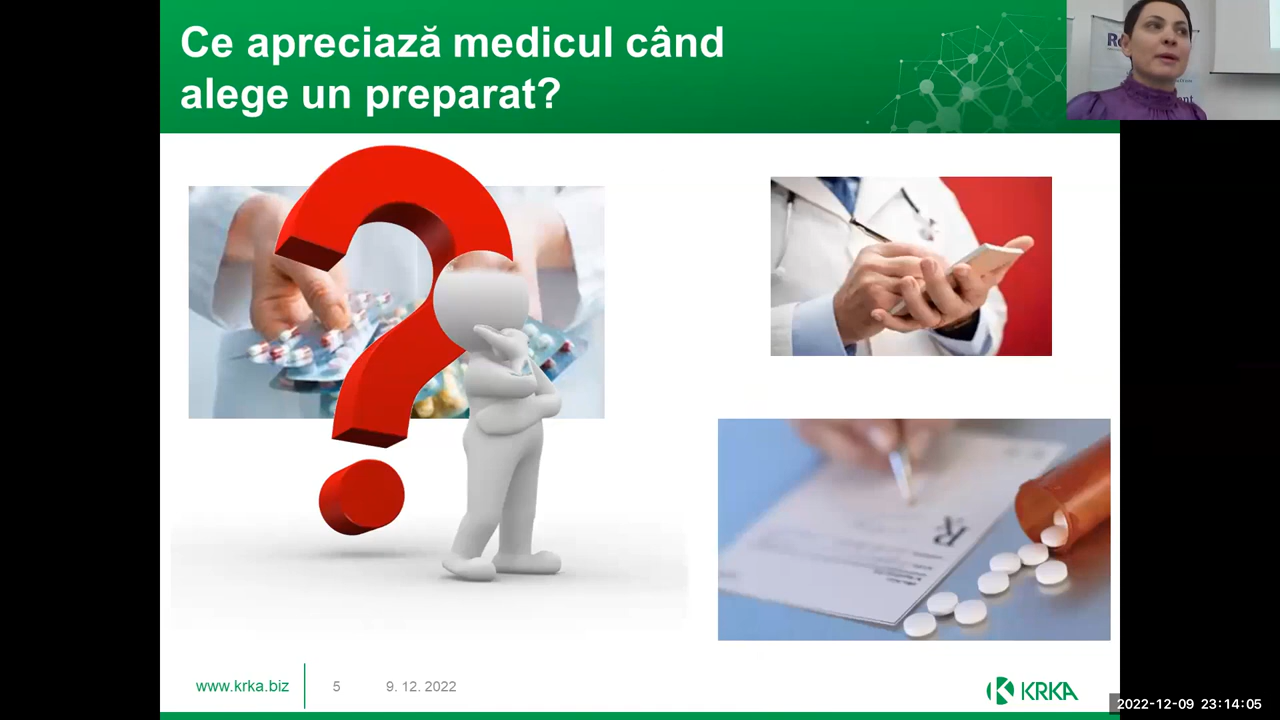 Ce apreciază medicul când
alege un preparat?
www.krka.biz
5
9. 12. 2022
KRKA
2022-12-09 23:14:05